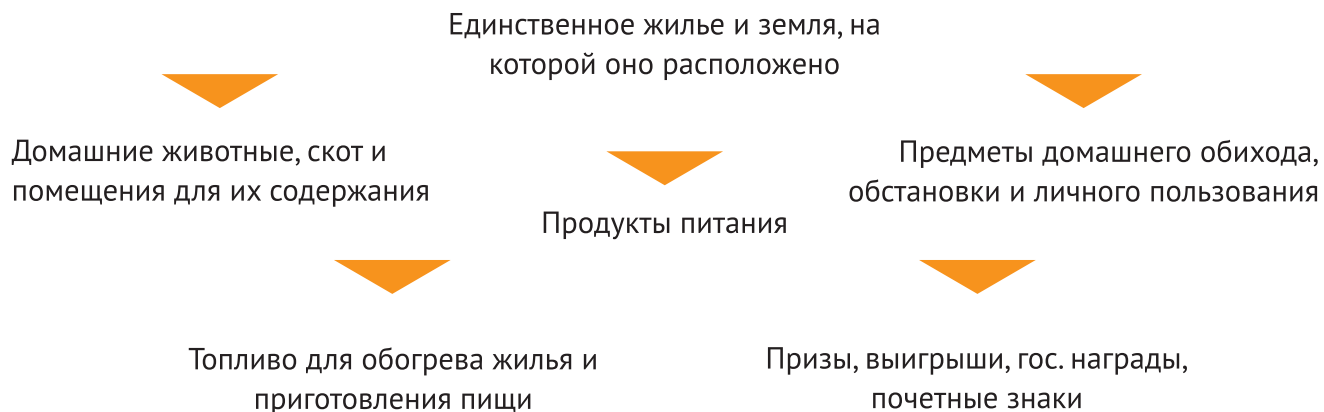 Единственное жилье и земля, на
которой оно расположено
Домашние животные, скот и
помещения для их содержания
Предметы домашнего обихода,
обстановки и личного пользования
Продукты питания
Топливо для обогрева жилья и
приготовления пищи
Призы, выигрыши, гос. награды,
почетные знаки